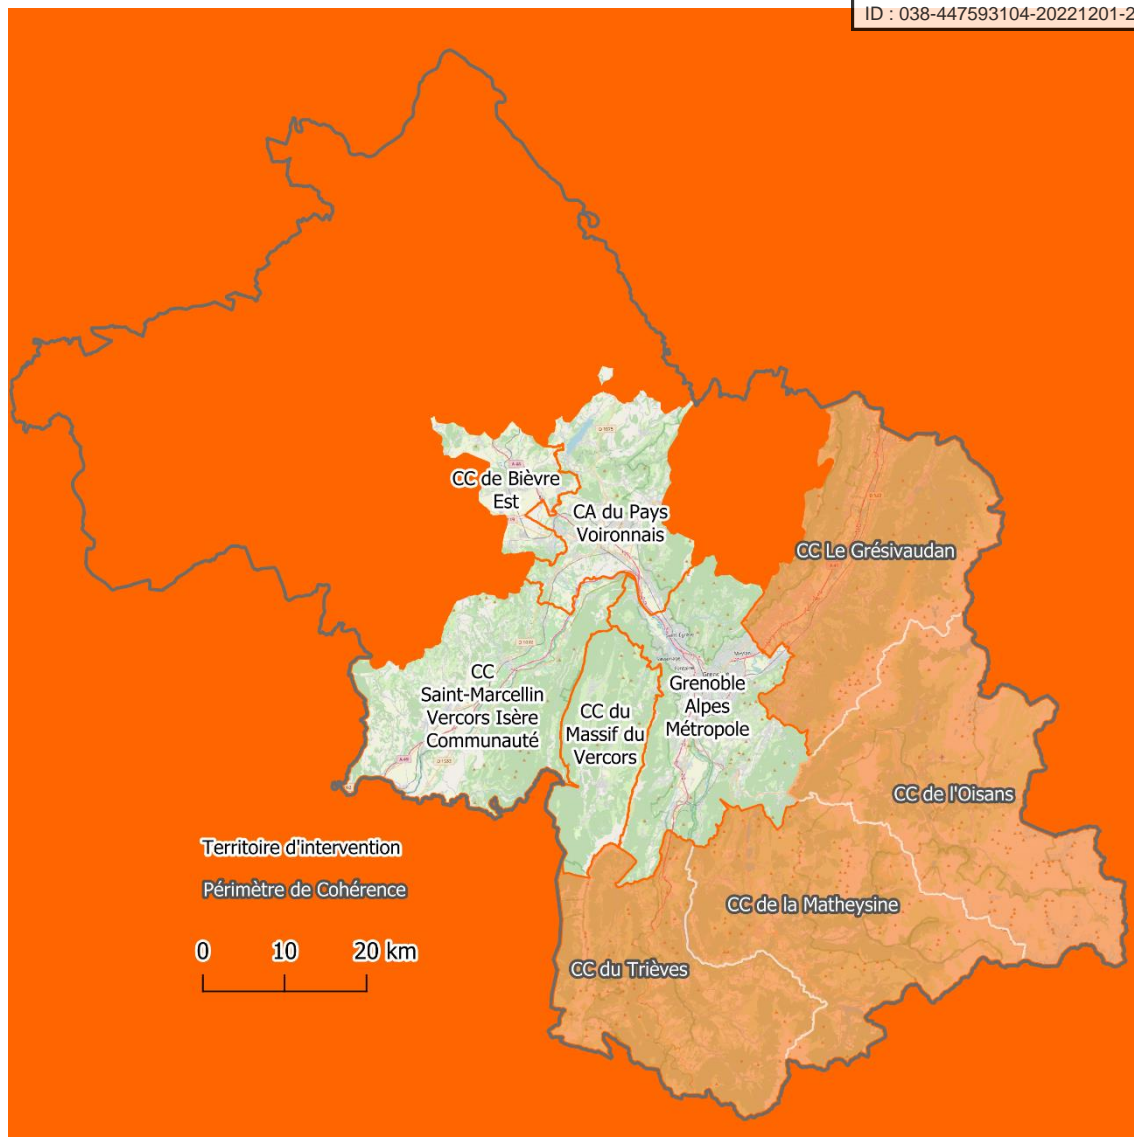 ID : 038-447593104-20221201-2
CC de Bièvre
Est
CA du Pays
Voironnais
CC Le Grésivaudan
CC
Saint-Marcellin
Vercors Isère
Communauté
CC du
Massif du
Vercors
Grenoble
Alpes
Métropole
CC de l'Oisans
Territoire d'intervention
Périmètre de Cohérence
CC de la Matheysine
0 10 20 km
CC du Trièves